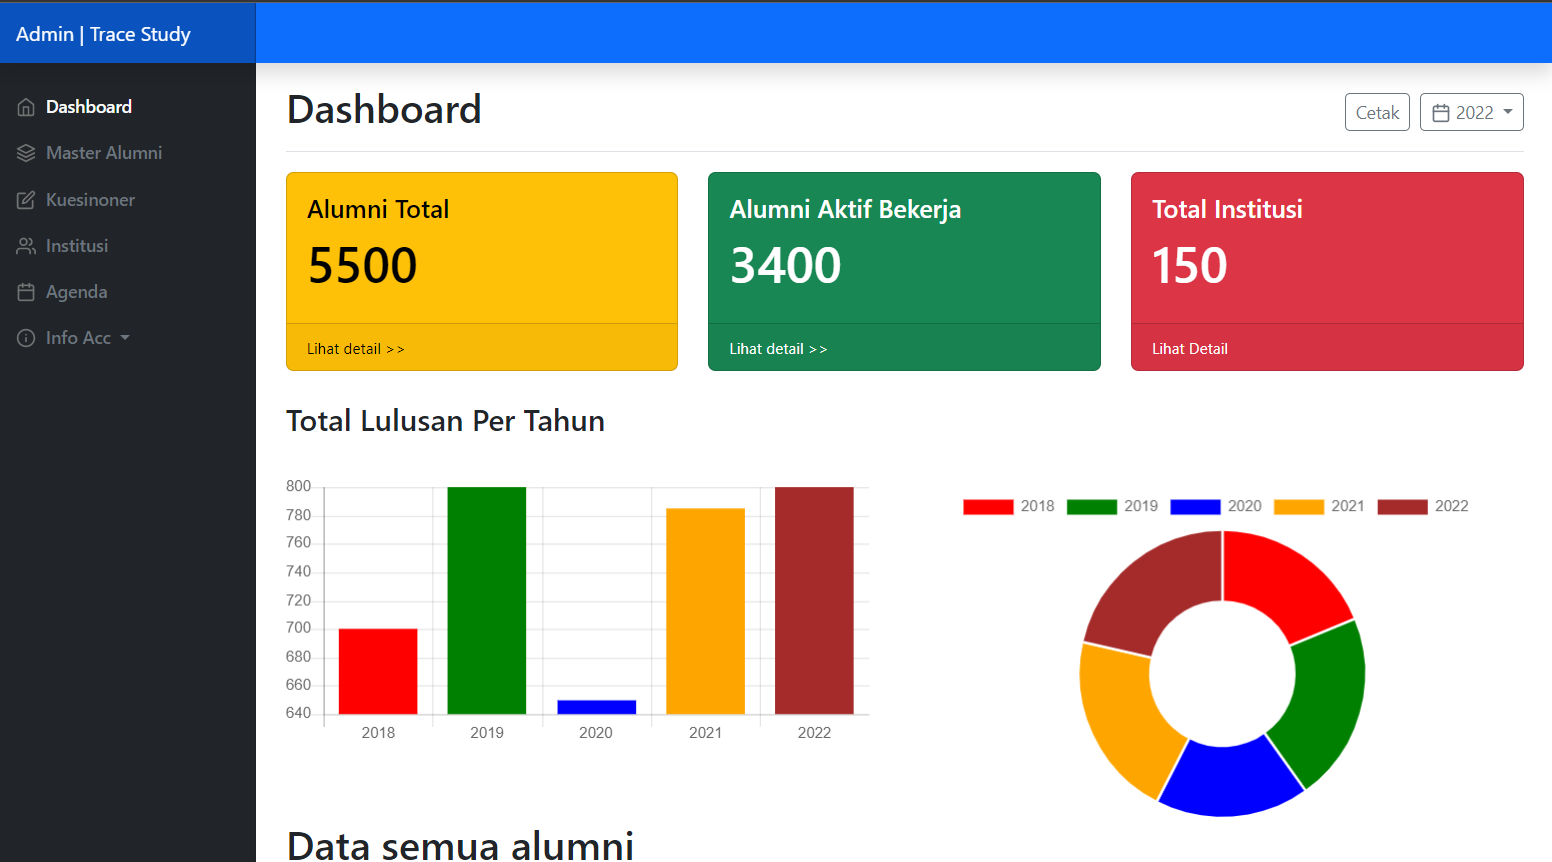 Admin | Trace Study
Dashboard
Master Alumni
Kuesinoner
Institusi
Agenda
Info Acc
Dashboard
Cetak
2022
Alumni Total
5500
Lihat detail >>
Alumni Aktif Bekerja
3400
Lihat detail >>
Total Institusi
150
Lihat Detail
Total Lulusan Per Tahun
800
780
760
740
720
700
680
660
640
2018 2019 2020 2021 2022
2018 2019 2020 2021 2022
Data semua alumni